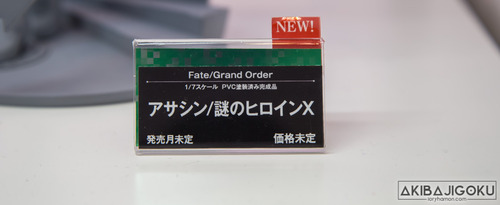 NEW!
Fate/Grand Order
1/7スケール PVC塗装済み完成品
アサシン/謎のヒロインX
発売月未定 価格未定
AKIBAJIGOKU
loryhamon.com